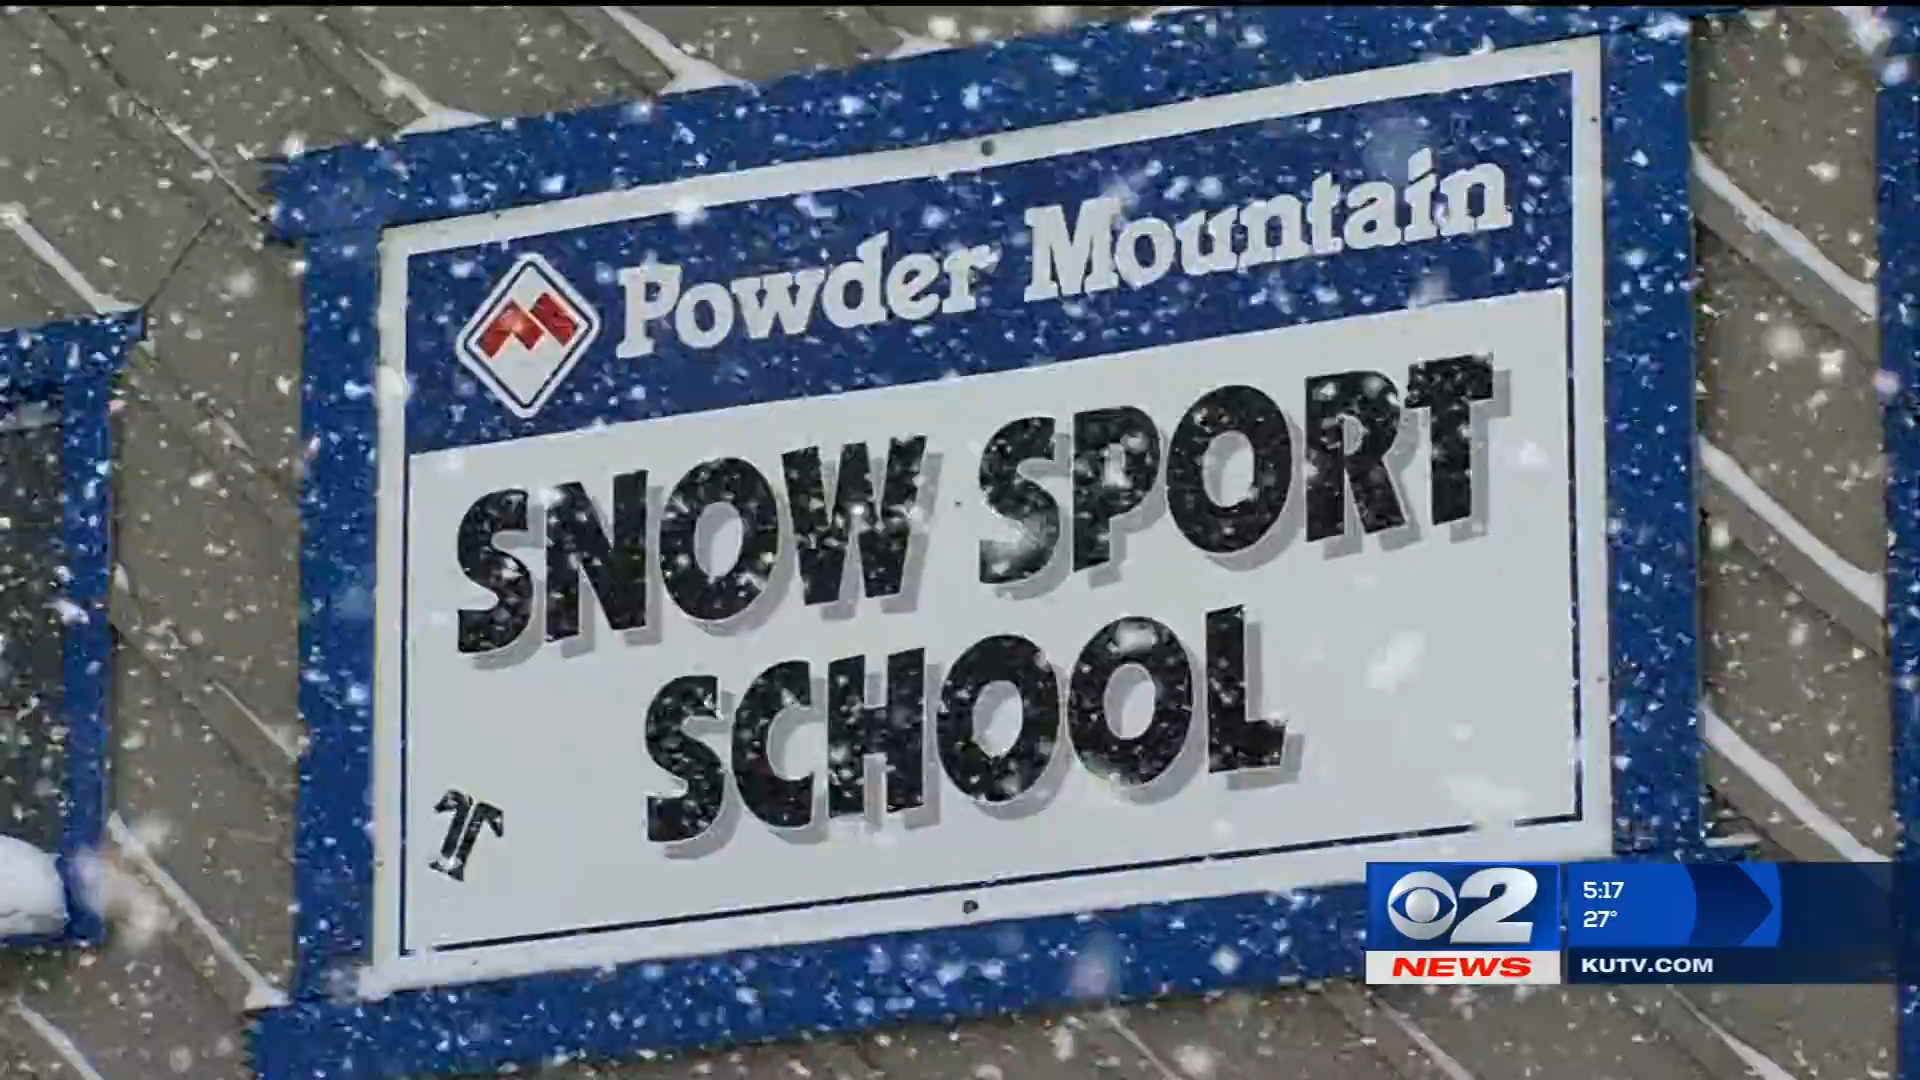 Powder Mountain
SNOW SPORT
SCHOOL
2
NEWS
5:17
27°
KUTV.COM